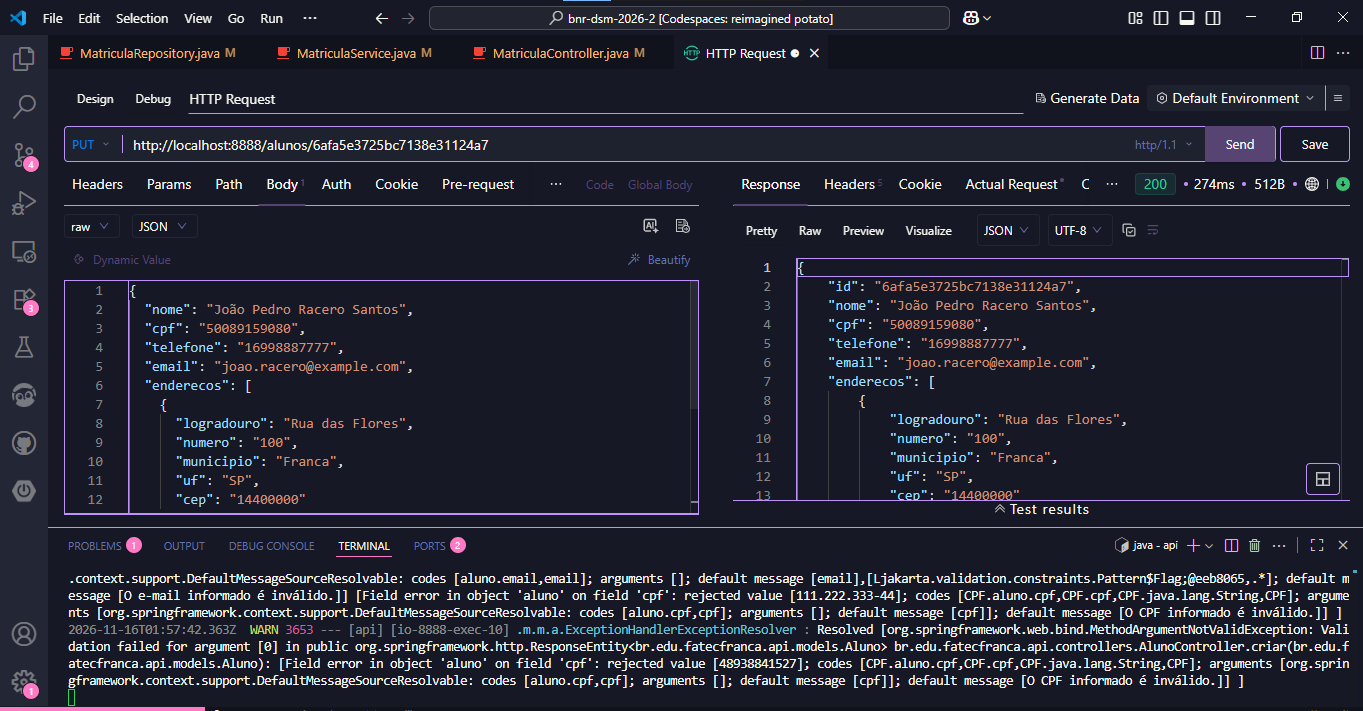 File Edit Selection View Go Run ··· bnr-dsm-2026-2 [Codespaces: reimagined potato]
MatriculaRepository.java M MatriculaService.java M MatriculaController.java M HTTP HTTP Request
Design Debug HTTP Request Generate Data Default Environment
PUT http://localhost:8888/alunos/6afa5e3725bc7138e31124a7 http/1.1 Send Save
Headers Params Path Body 1 Auth Cookie Pre-request ··· Code Global Body
Response Headers 5 Cookie Actual Request C ··· 200 • 274ms • 512B •
raw JSON
Pretty Raw Preview Visualize JSON UTF-8
Dynamic Value Beautify
1 {
2 "nome": "João Pedro Racero Santos",
3 "cpf": "50089159080",
4 "telefone": "16998887777",
5 "email": "joao.racero@example.com",
6 "enderecos": [
7 {
8 "logradouro": "Rua das Flores",
9 "numero": "100",
10 "municipio": "Franca",
11 "uf": "SP",
12 "cep": "14400000"
1 {
2 "id": "6afa5e3725bc7138e31124a7",
3 "nome": "João Pedro Racero Santos",
4 "cpf": "50089159080",
5 "telefone": "16998887777",
6 "email": "joao.racero@example.com",
7 "enderecos": [
8 {
9 "logradouro": "Rua das Flores",
10 "numero": "100",
11 "municipio": "Franca",
12 "uf": "SP",
13 "cep": "14400000"
Test results
4
3
1
PROBLEMS 1 OUTPUT DEBUG CONSOLE TERMINAL PORTS 2 java - api
.context.support.DefaultMessageSourceResolvable: codes [aluno.email,email]; arguments []; default message [email],[Ljakarta.validation.constraints.Pattern$Flag;@eeb8065,.*]; default m
essage [O e-mail informado é inválido.]] [Field error in object 'aluno' on field 'cpf': rejected value [111.222.333-44]; codes [CPF.aluno.cpf,CPF.cpf,CPF.java.lang.String,CPF]; argume
nts [org.springframework.context.support.DefaultMessageSourceResolvable: codes [aluno.cpf,cpf]; arguments []; default message [cpf]]; default message [O CPF informado é inválido.]] ]
2026-11-16T01:57:42.363Z WARN 3653 --- [api] [io-8888-exec-10] .m.m.a.ExceptionHandlerExceptionResolver : Resolved [org.springframework.web.bind.MethodArgumentNotValidException: Vali
dation failed for argument [0] in public org.springframework.http.ResponseEntity<br.edu.fatecfranca.api.models.Aluno> br.edu.fatecfranca.api.controllers.AlunoController.criar(br.edu.f
atecfranca.api.models.Aluno): [Field error in object 'aluno' on field 'cpf': rejected value [48938841527]; codes [CPF.aluno.cpf,CPF.cpf,CPF.java.lang.String,CPF]; arguments [org.sprin
gframework.context.support.DefaultMessageSourceResolvable: codes [aluno.cpf,cpf]; arguments []; default message [cpf]]; default message [O CPF informado é inválido.]] ]